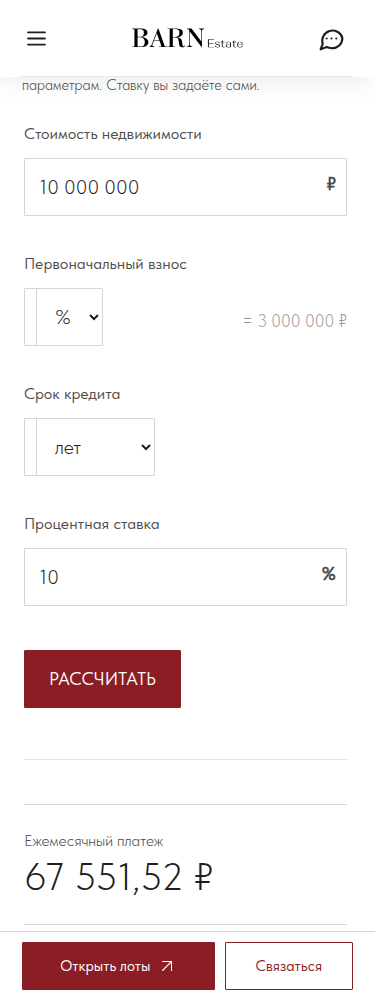 BARN Estate
параметрам. Ставку вы задаёте сами.
Стоимость недвижимости
10 000 000 ₽
Первоначальный взнос
% = 3 000 000 ₽
Срок кредита
лет
Процентная ставка
10 %
РАССЧИТАТЬ
Ежемесячный платеж
67 551,52 ₽
Открыть лоты Связаться